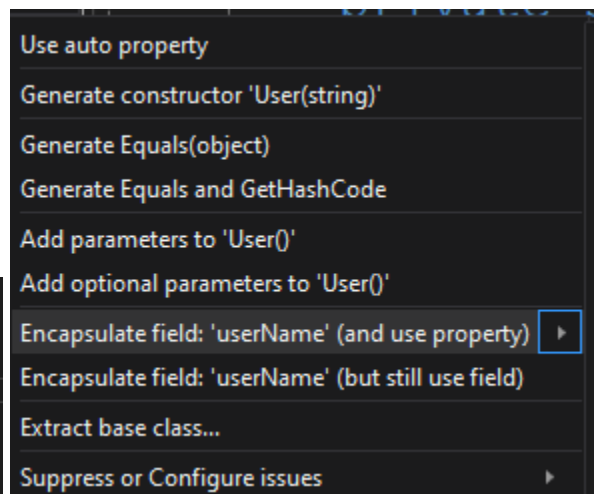 Use auto property
Generate constructor 'User(string)'
Generate Equals(object)
Generate Equals and GetHashCode
Add parameters to 'User()'
Add optional parameters to 'User()'
Encapsulate field: 'userName' (and use property)
Encapsulate field: 'userName' (but still use field)
Extract base class...
Suppress or Configure issues